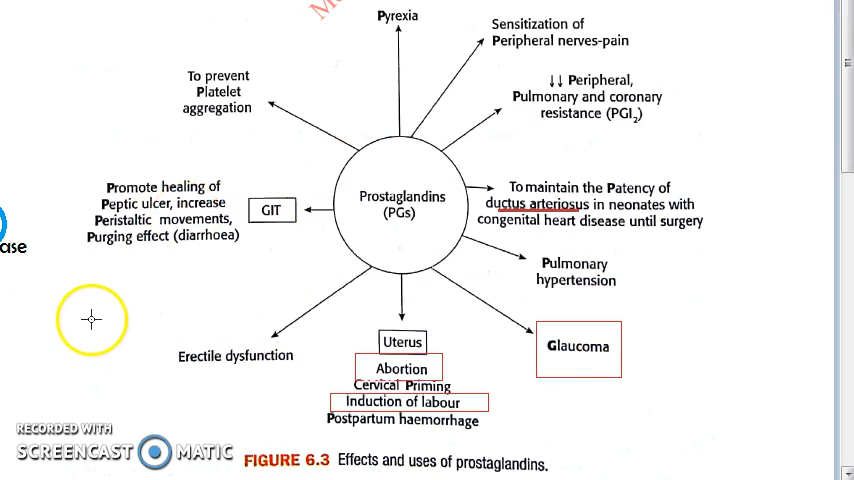 Pyrexia
Sensitization of
Peripheral nerves-pain
To prevent
Platelet
aggregation
↓↓ Peripheral,
Pulmonary and coronary
resistance (PGI₂)
Prostaglandins
(PGs)
To maintain the Patency of
ductus arteriosus in neonates with
congenital heart disease until surgery
Promote healing of
Peptic ulcer, increase
Peristaltic movements,
Purging effect (diarrhoea)
GIT
ase
Pulmonary
hypertension
Erectile dysfunction
Uterus
Abortion
Cervical Priming
Induction of labour
Postpartum haemorrhage
Glaucoma
RECORDED WITH
SCREENCAST MATIC
FIGURE 6.3 Effects and uses of prostaglandins.